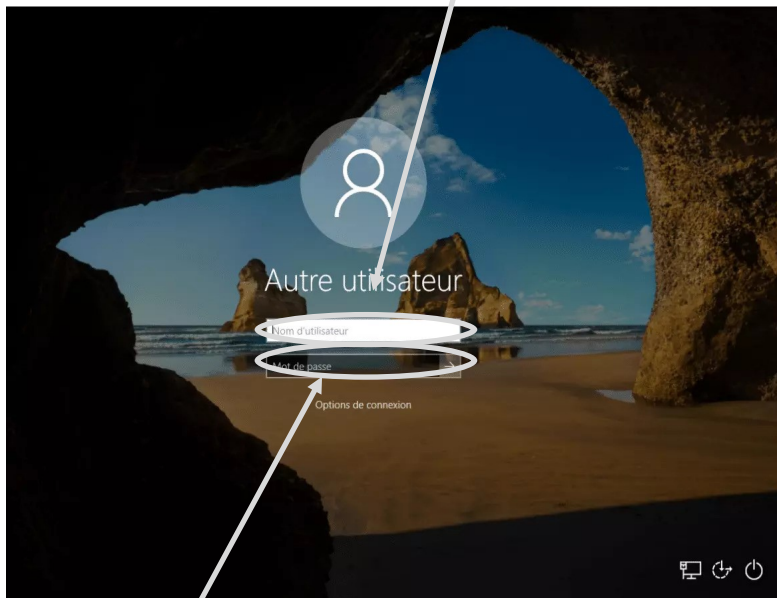 Autre utilisateur
Nom d'utilisateur
Mot de passe
Options de connexion